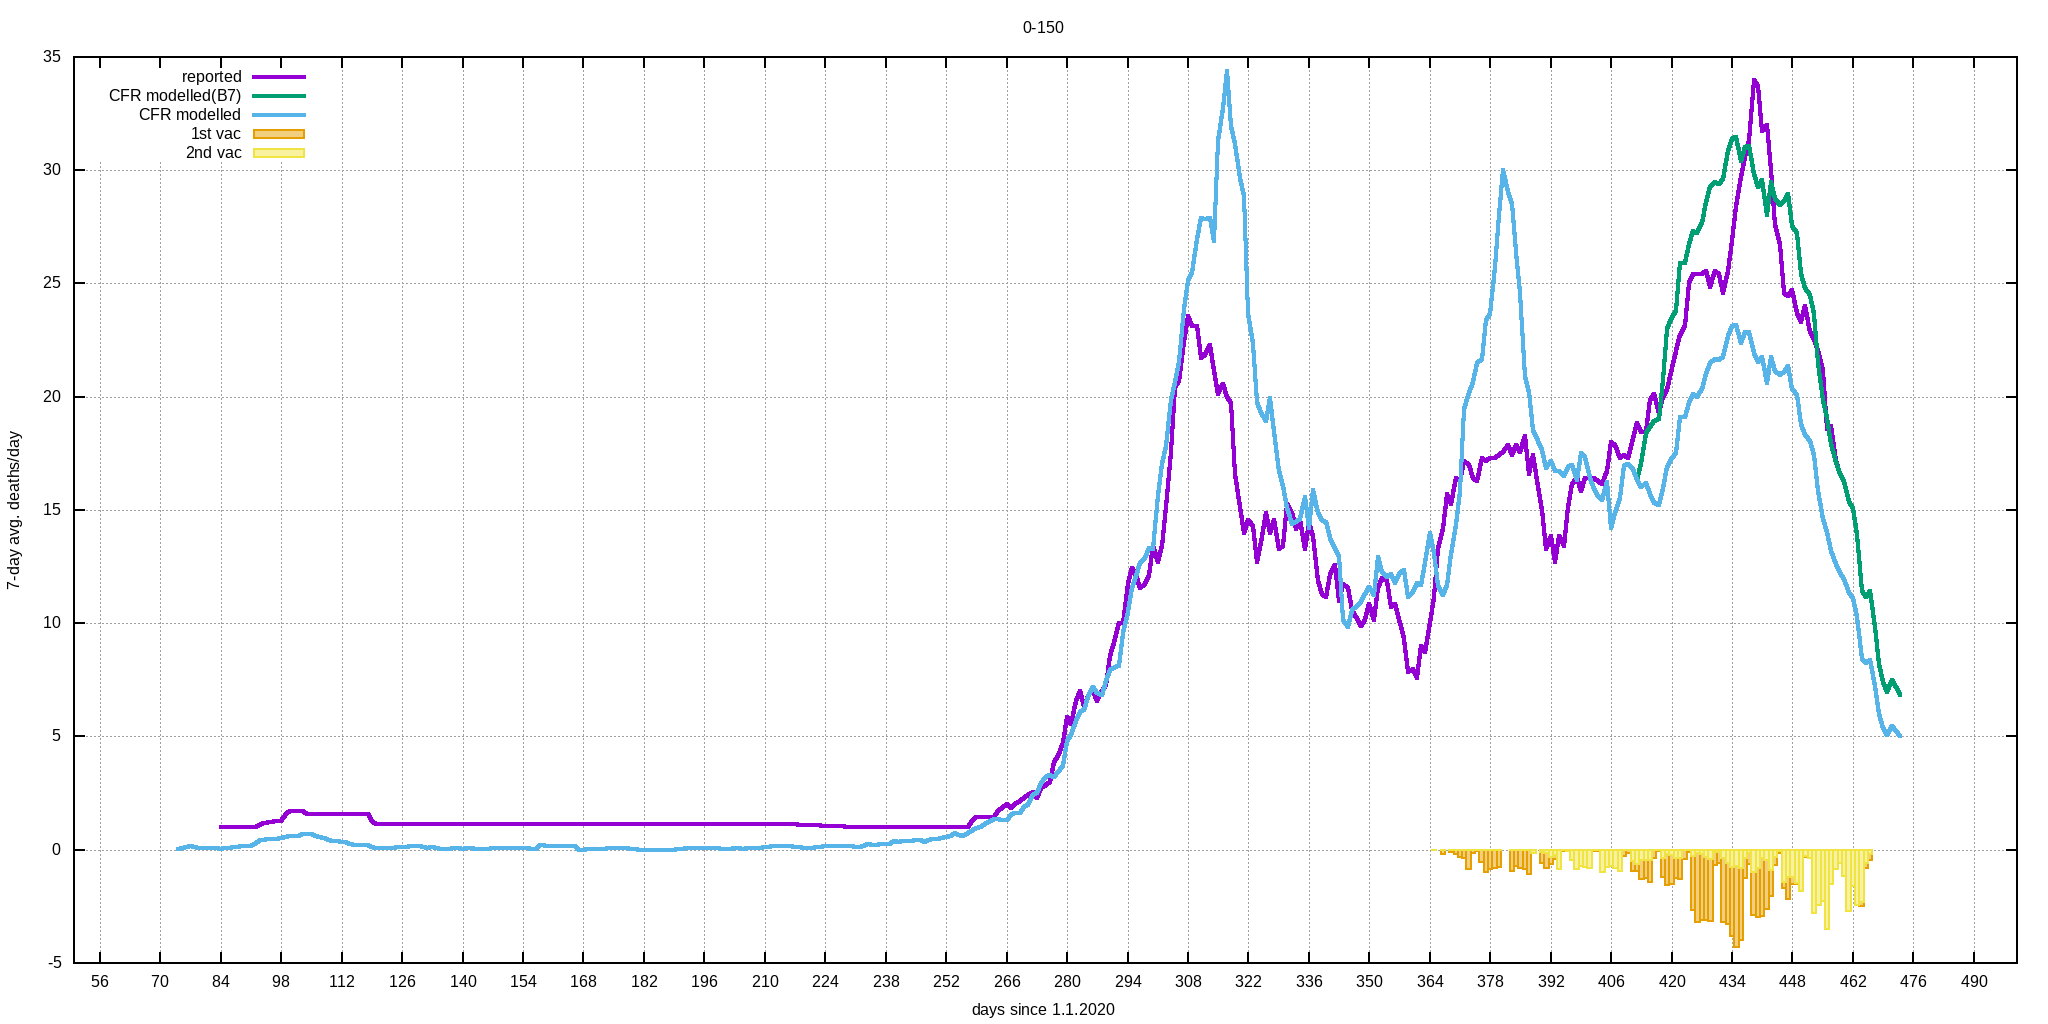 0-150
35
30
25
20
15
10
5
0
-5
7-day avg. deaths/day
reported
CFR modelled(B7)
CFR modelled
1st vac
2nd vac
56 70 84 98 112 126 140 154 168 182 196 210 224 238 252 266 280 294 308 322 336 350 364 378 392 406 420 434 448 462 476 490
days since 1.1.2020